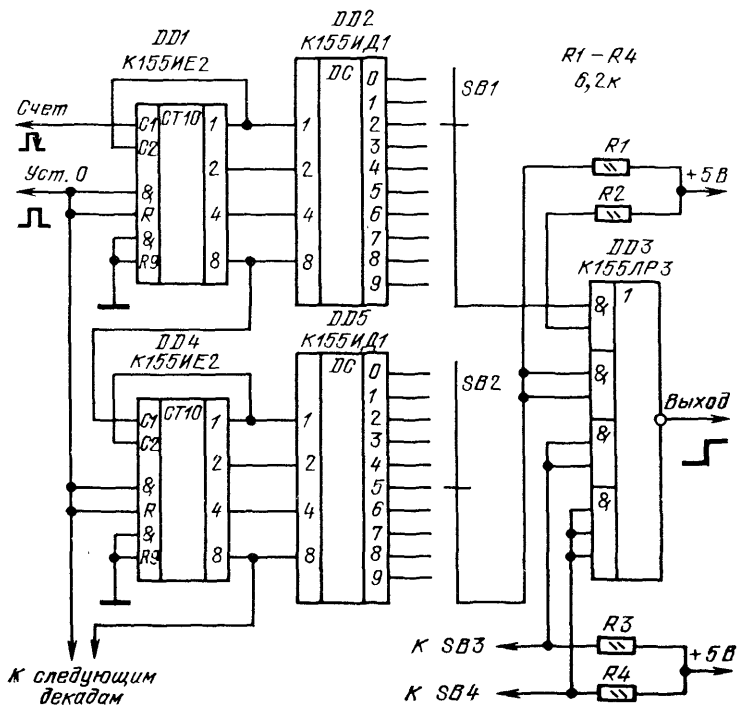 DD1
К155ИЕ2
DD2
К155ИД1
R1 – R4
6,2к
Счет
Уст. 0
C1
C2
&
R
&
R9
CT10
1
2
4
8
1
2
4
8
DC
0
1
2
3
4
5
6
7
8
9
SB1
R1
R2
+5В
DD3
К155ЛР3
&
&
&
&
1
Выход
DD4
К155ИЕ2
DD5
К155ИД1
C1
C2
&
R
&
R9
CT10
1
2
4
8
1
2
4
8
DC
0
1
2
3
4
5
6
7
8
9
SB2
К следующим
декадам
К SB3
К SB4
R3
R4
+5В